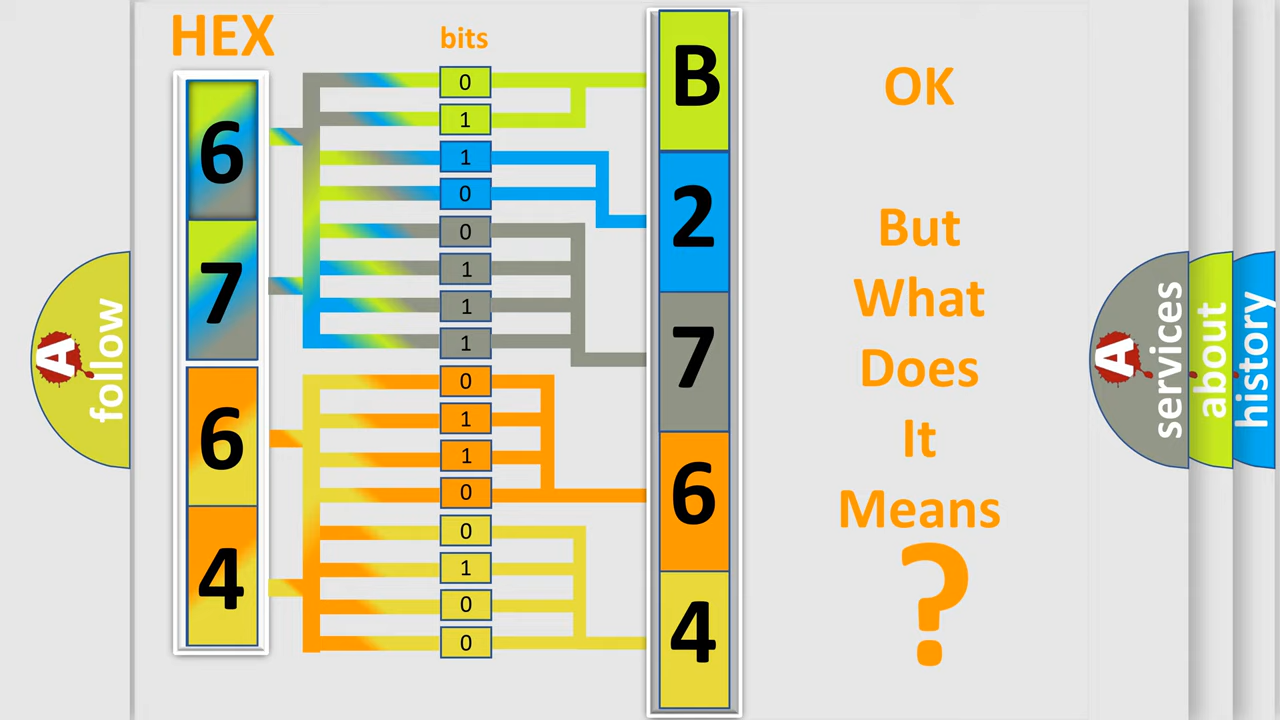 HEX
bits
6
7
6
4
0
1
1
0
0
1
1
1
0
1
1
0
0
1
0
0
B
2
7
6
4
OK
But
What
Does
It
Means
?
A
follow
A
services
about
history